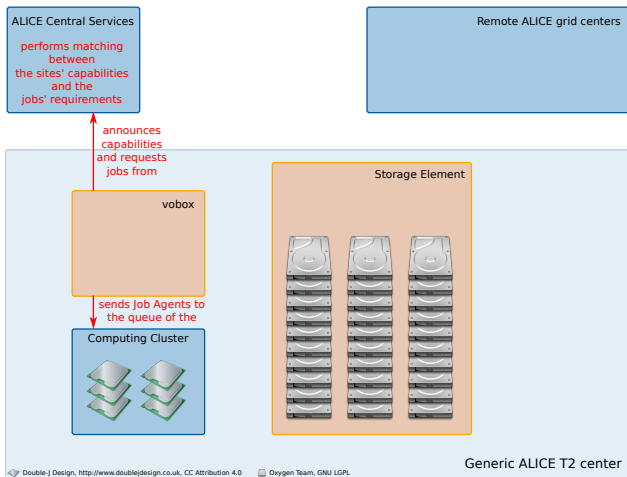 ALICE Central Services
performs matching
between
the sites' capabilities
and the
jobs' requirements
Remote ALICE grid centers
announces
capabilities
and requests
jobs from
vobox
Storage Element
sends Job Agents to
the queue of the
Computing Cluster
Generic ALICE T2 center
Double-J Design, http://www.doublejdesign.co.uk, CC Attribution 4.0
Oxygen Team, GNU LGPL